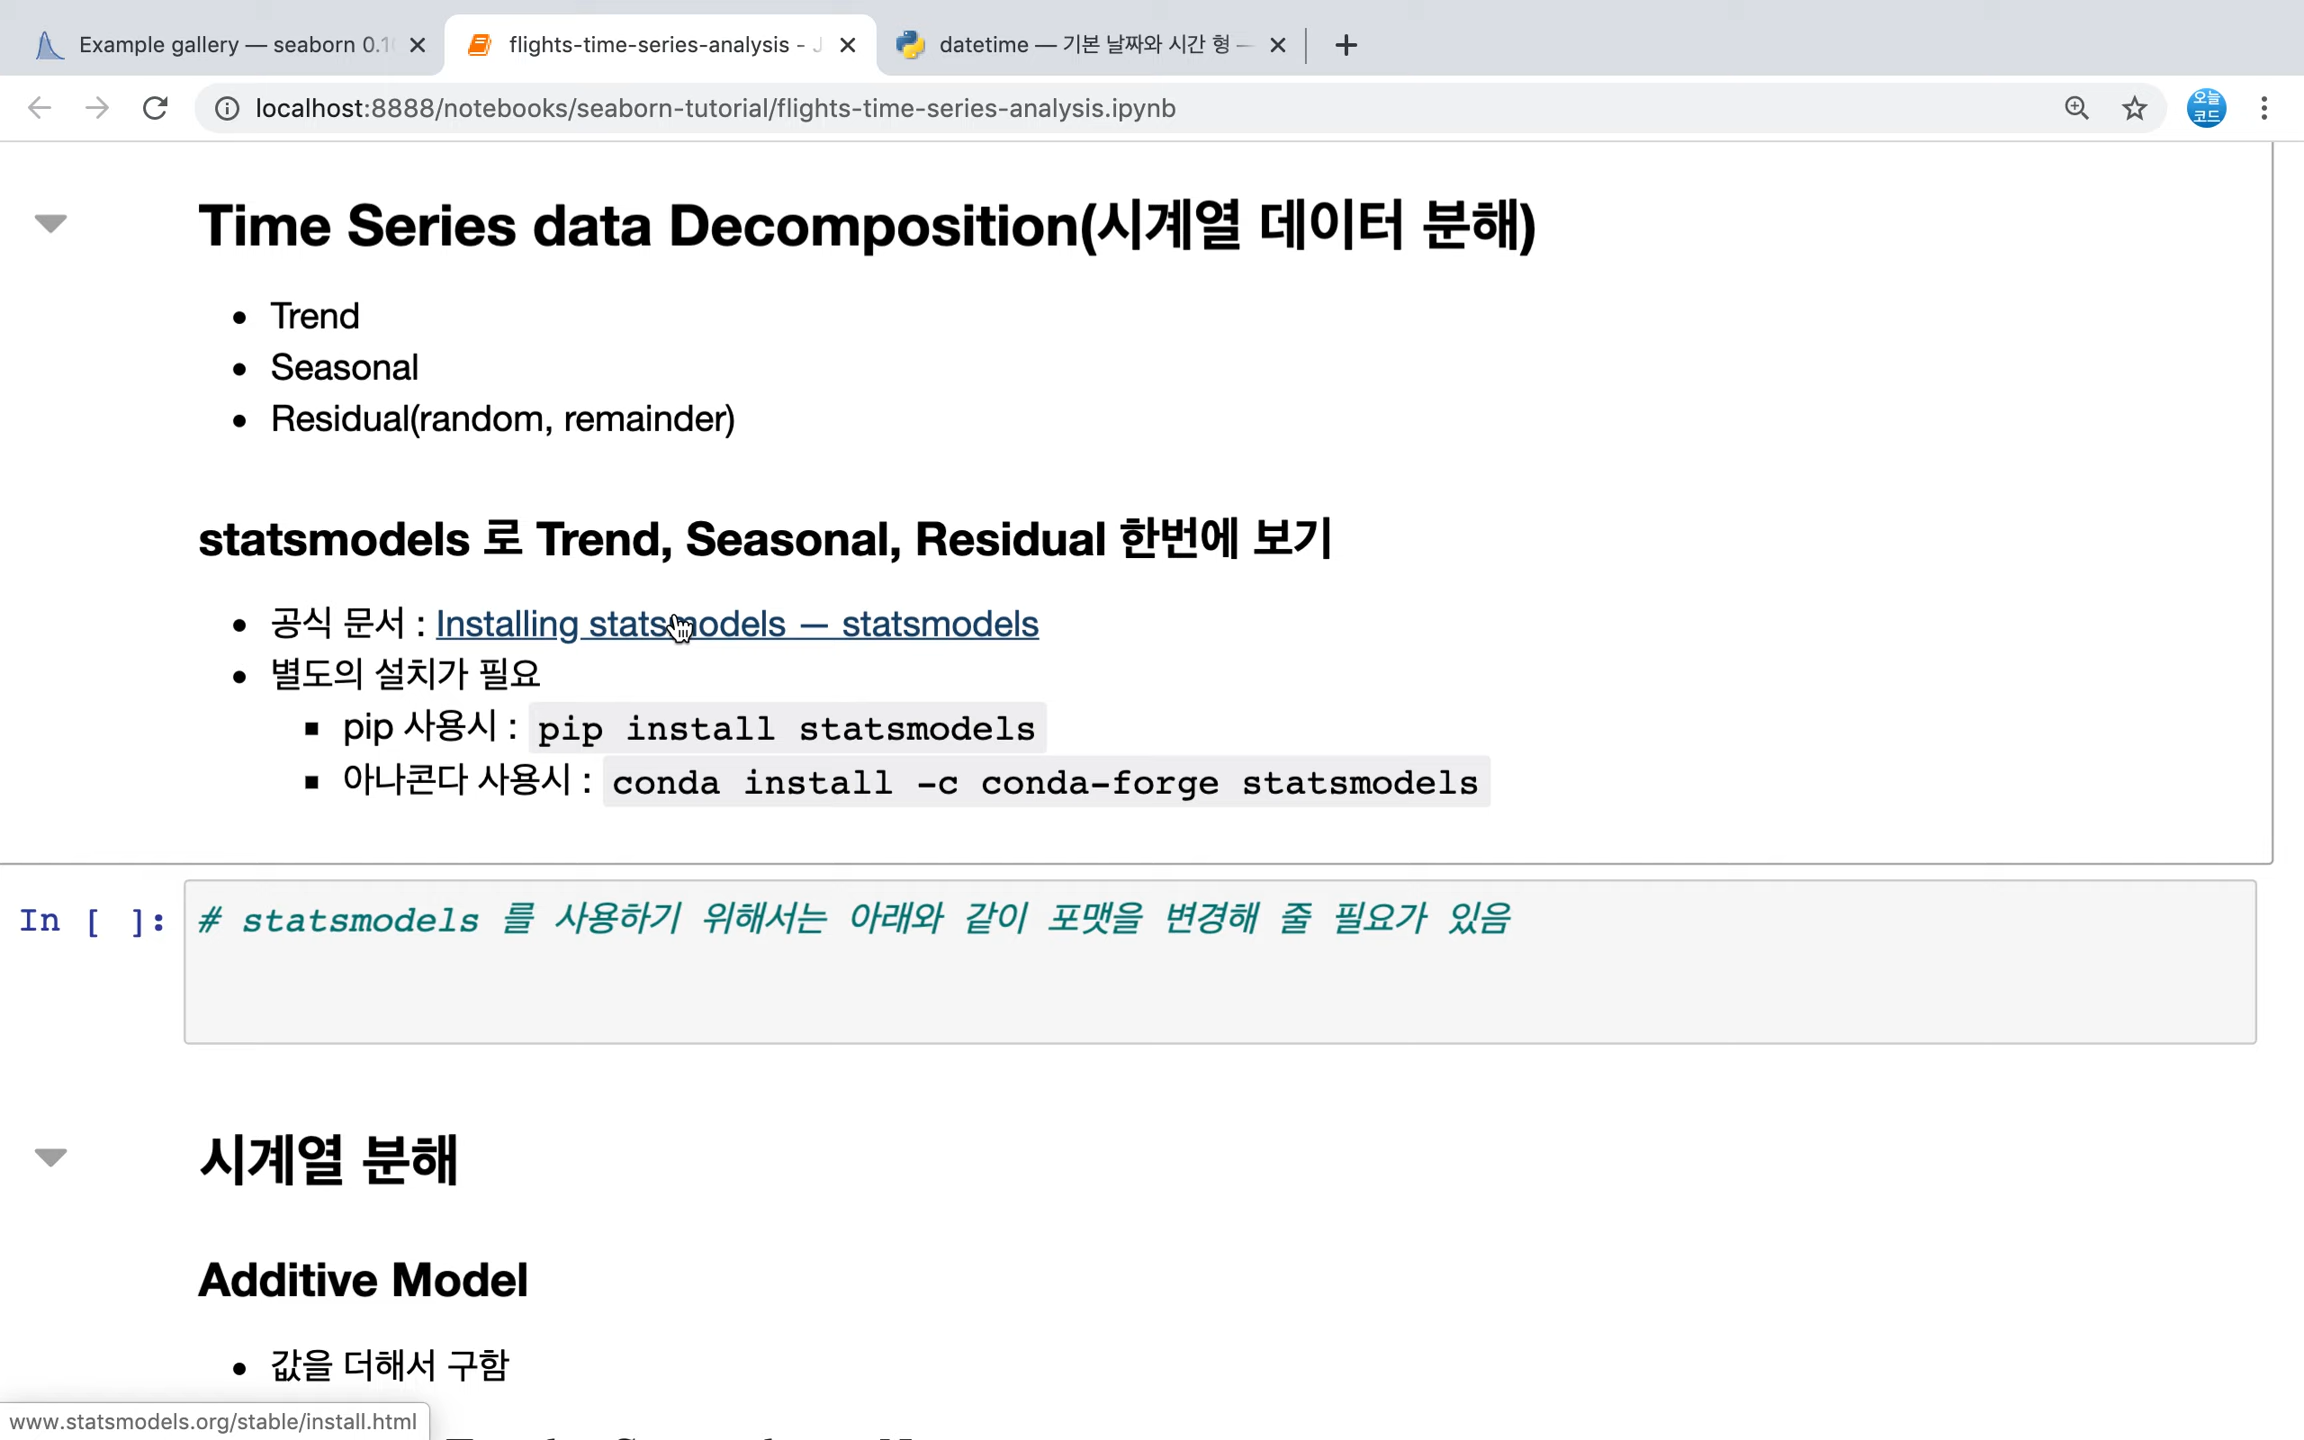 Example gallery — seaborn 0.1
flights-time-series-analysis - J
datetime — 기본 날짜와 시간 형 —
localhost:8888/notebooks/seaborn-tutorial/flights-time-series-analysis.ipynb
오늘
코드
Time Series data Decomposition(시계열 데이터 분해)
Trend
Seasonal
Residual(random, remainder)
statsmodels 로 Trend, Seasonal, Residual 한번에 보기
공식 문서 : Installing statsmodels — statsmodels
별도의 설치가 필요
pip 사용시 : pip install statsmodels
아나콘다 사용시 : conda install -c conda-forge statsmodels
In [ ]: # statsmodels 를 사용하기 위해서는 아래와 같이 포맷을 변경해 줄 필요가 있음
시계열 분해
Additive Model
값을 더해서 구함
www.statsmodels.org/stable/install.html